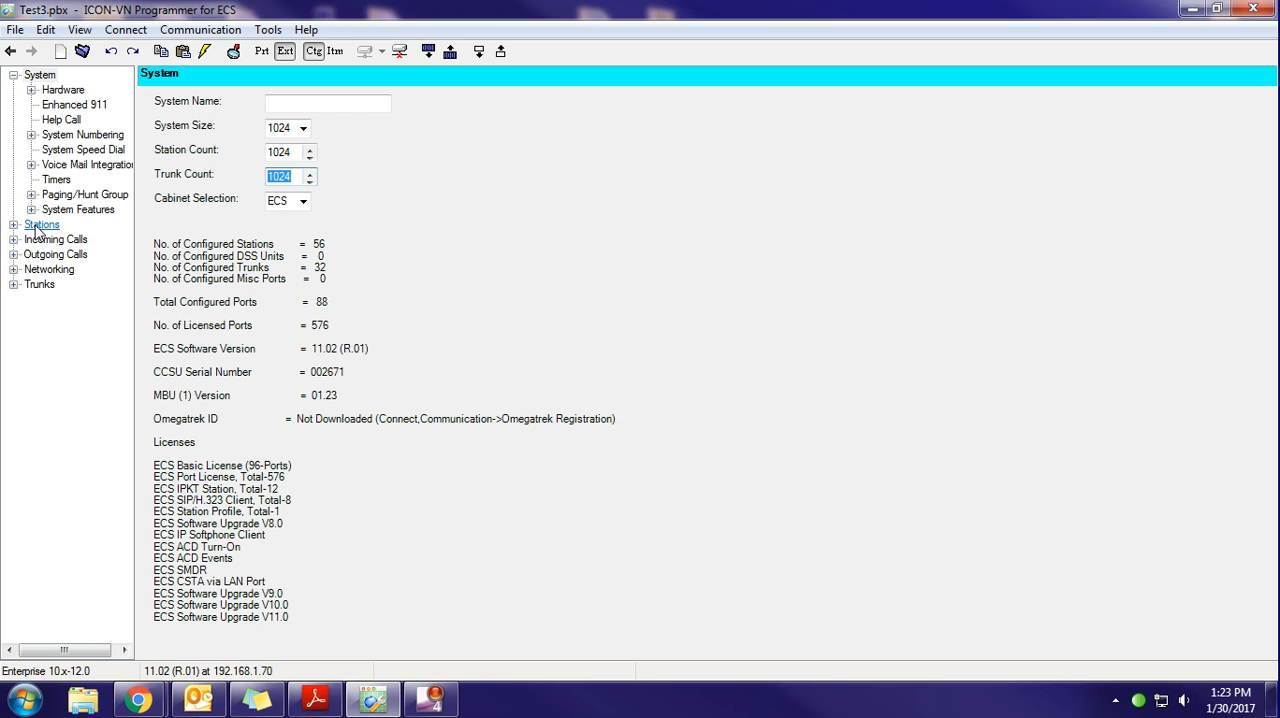 Test3.pbx - ICON-VN Programmer for ECS
File Edit View Connect Communication Tools Help
Prt Ext Ctg Itm
System
Hardware
Enhanced 911
Help Call
System Numbering
System Speed Dial
Voice Mail Integration
Timers
Paging/Hunt Group
System Features
Stations
Incoming Calls
Outgoing Calls
Networking
Trunks
System
System Name:
System Size: 1024
Station Count: 1024
Trunk Count: 1024
Cabinet Selection: ECS
No. of Configured Stations = 56
No. of Configured DSS Units = 0
No. of Configured Trunks = 32
No. of Configured Misc Ports = 0
Total Configured Ports = 88
No. of Licensed Ports = 576
ECS Software Version = 11.02 (R.01)
CCSU Serial Number = 002671
MBU (1) Version = 01.23
Omegatrek ID = Not Downloaded (Connect,Communication->Omegatrek Registration)
Licenses
ECS Basic License (96-Ports)
ECS Port License, Total-576
ECS IPKT Station, Total-12
ECS SIP/H.323 Client, Total-8
ECS Station Profile, Total-1
ECS Software Upgrade V8.0
ECS IP Softphone Client
ECS ACD Turn-On
ECS ACD Events
ECS SMDR
ECS CSTA via LAN Port
ECS Software Upgrade V9.0
ECS Software Upgrade V10.0
ECS Software Upgrade V11.0
Enterprise 10.x-12.0 11.02 (R.01) at 192.168.1.70
4
1:23 PM
1/30/2017